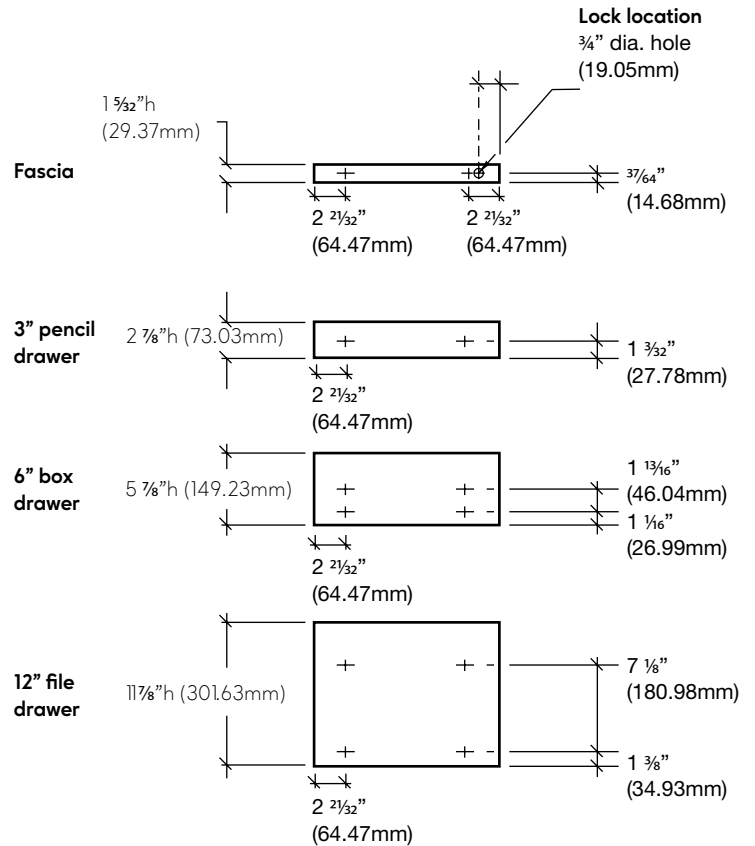 Lock location
¾” dia. hole
(19.05mm)
1 ⁵⁄₃₂”h
(29.37mm)
Fascia
³⁷⁄₆₄”
(14.68mm)
2 ²¹⁄₃₂”
(64.47mm)
2 ²¹⁄₃₂”
(64.47mm)
3” pencil
drawer
2 ⅞”h (73.03mm)
1 ³⁄₃₂”
(27.78mm)
2 ²¹⁄₃₂”
(64.47mm)
6” box
drawer
5 ⅞”h (149.23mm)
1 ¹³⁄₁₆”
(46.04mm)
1 ¹⁄₁₆”
(26.99mm)
2 ²¹⁄₃₂”
(64.47mm)
12” file
drawer
11⅞”h (301.63mm)
7 ⅛”
(180.98mm)
1 ⅜”
(34.93mm)
2 ²¹⁄₃₂”
(64.47mm)